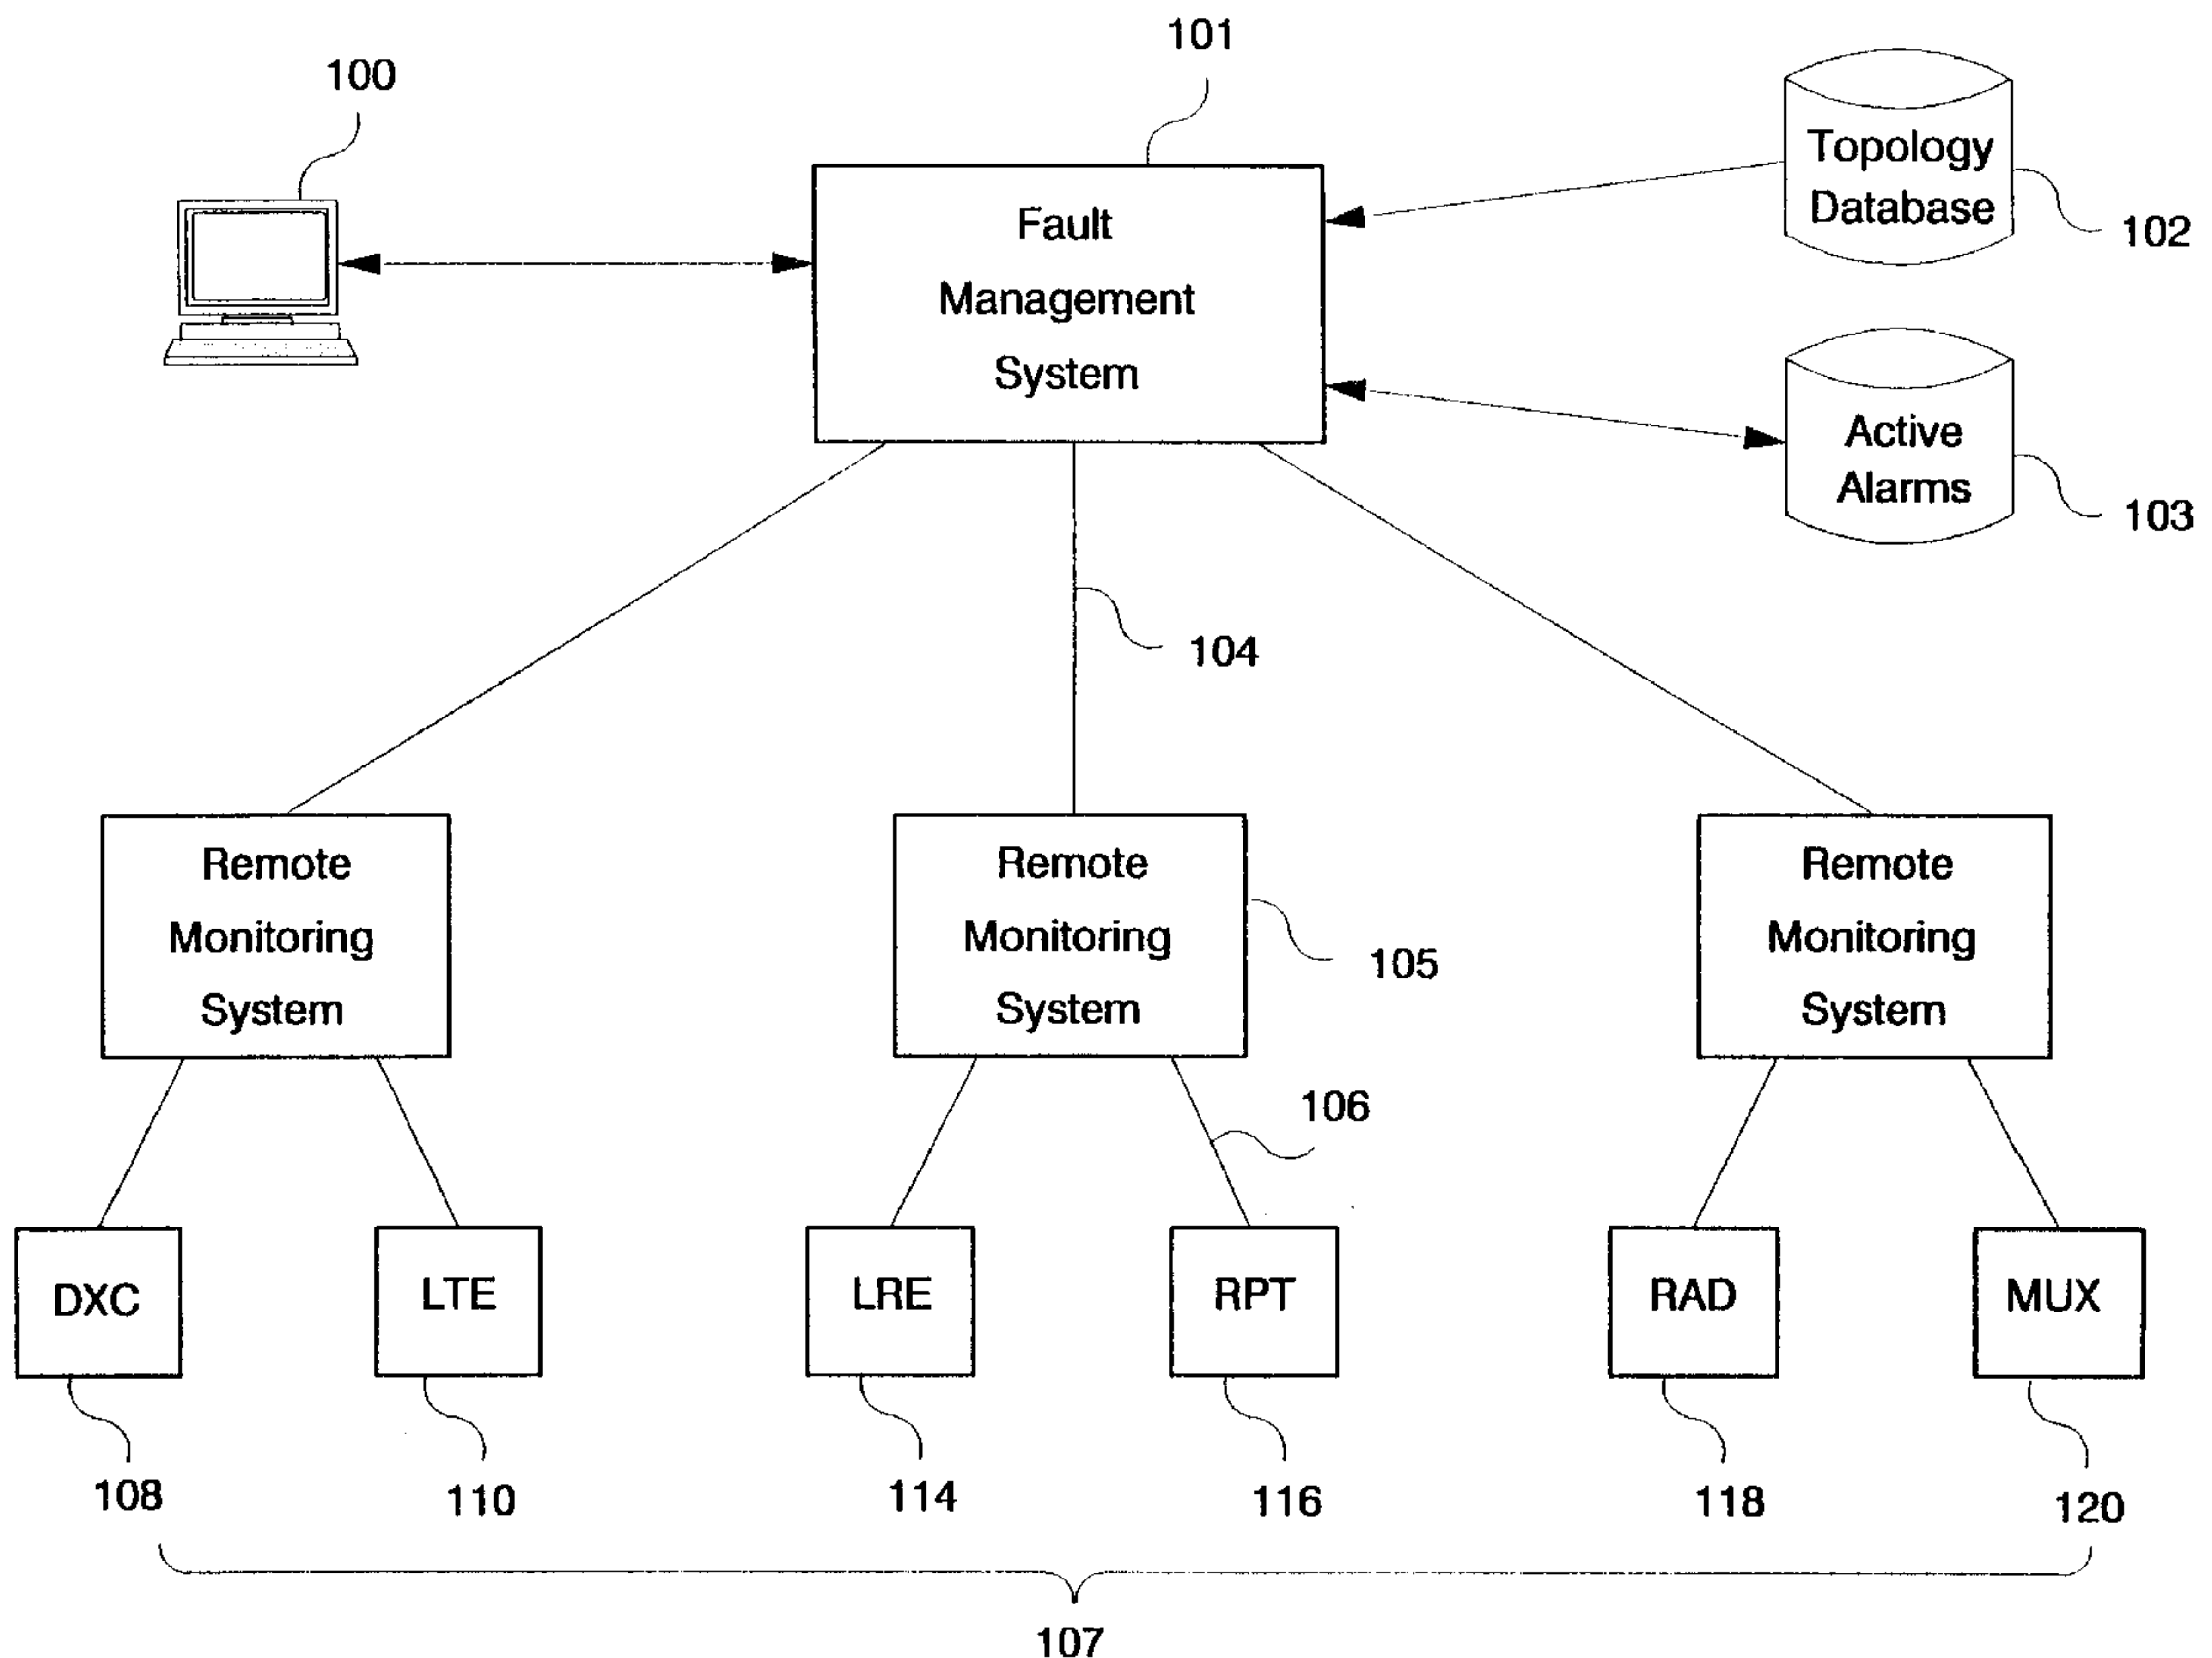 101
100
Topology
Database
102
Fault
Management
System
Active
Alarms
103
104
Remote
Monitoring
System
Remote
Monitoring
System
105
Remote
Monitoring
System
106
DXC
LTE
LRE
RPT
RAD
MUX
108
110
114
116
118
120
107